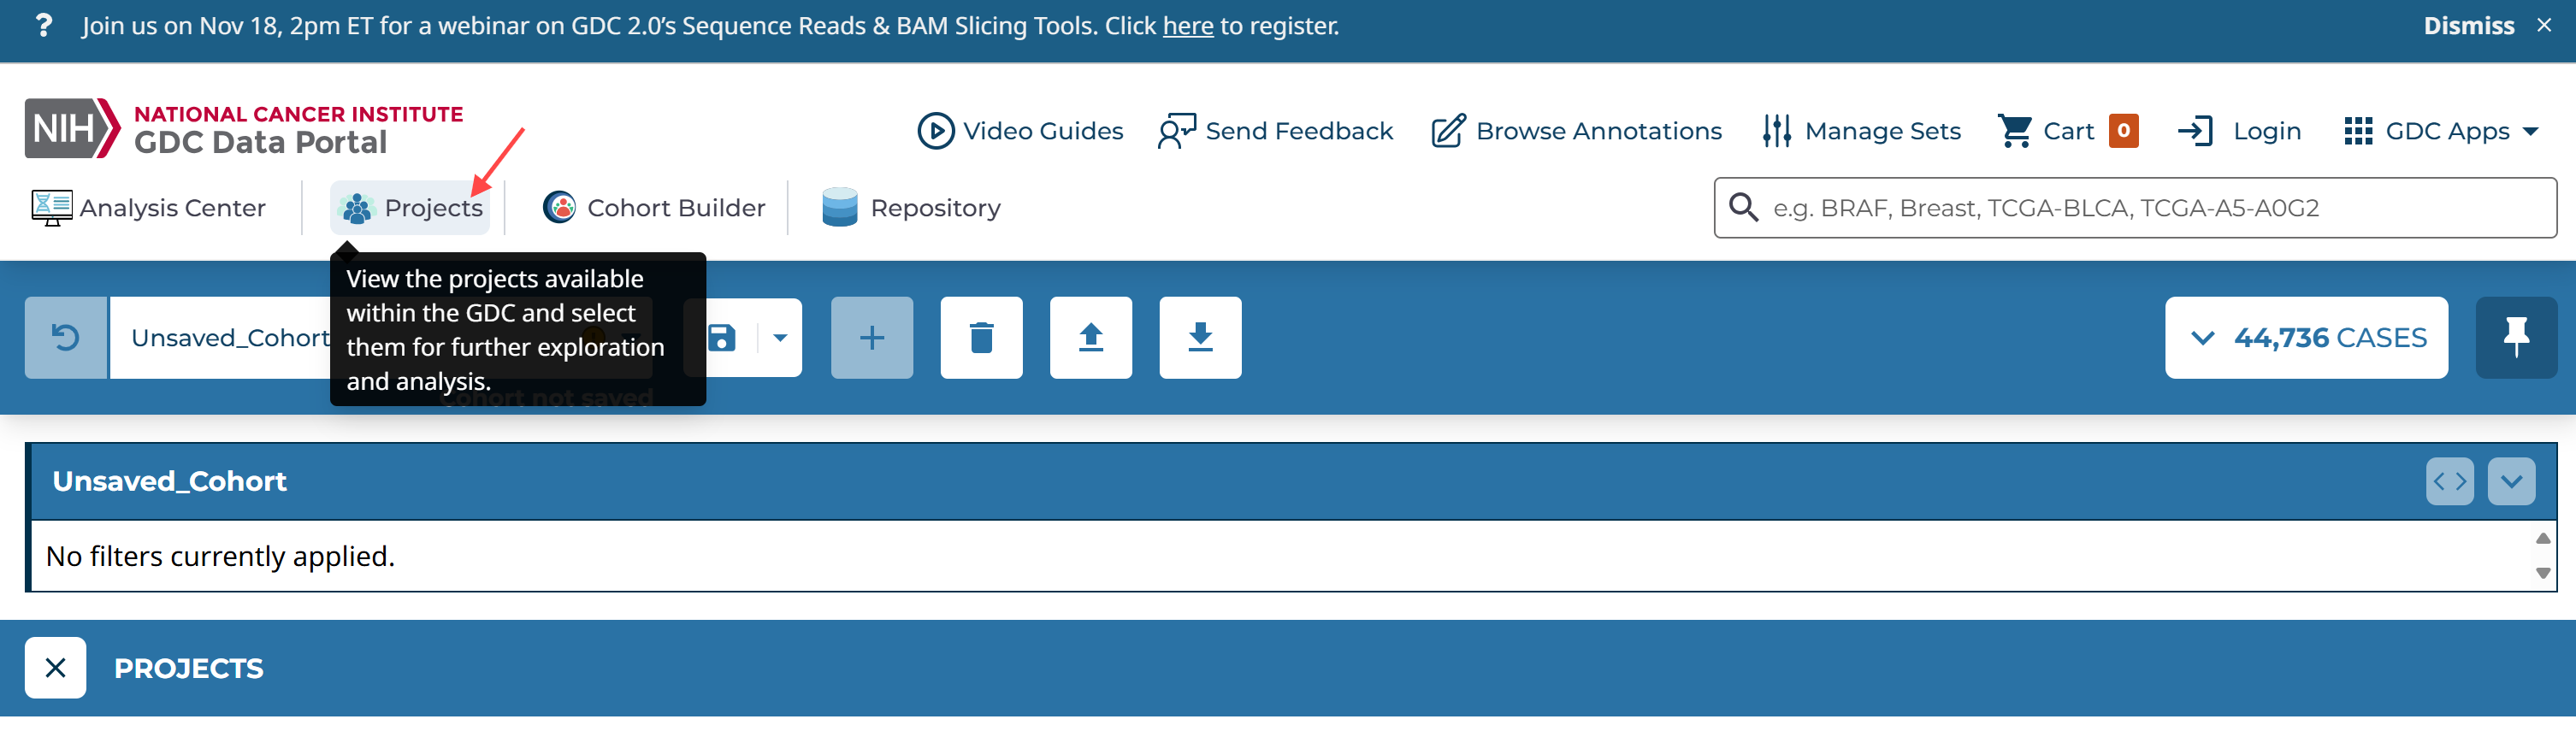 ? Join us on Nov 18, 2pm ET for a webinar on GDC 2.0's Sequence Reads & BAM Slicing Tools. Click here to register. Dismiss ×
NIH NATIONAL CANCER INSTITUTE
GDC Data Portal
Video Guides Send Feedback Browse Annotations Manage Sets Cart 0 Login GDC Apps
Analysis Center Projects Cohort Builder Repository e.g. BRAF, Breast, TCGA-BLCA, TCGA-A5-A0G2
View the projects available
within the GDC and select
them for further exploration
and analysis.
Unsaved_Cohort 44,736 CASES
Cohort not saved
Unsaved_Cohort
No filters currently applied.
PROJECTS